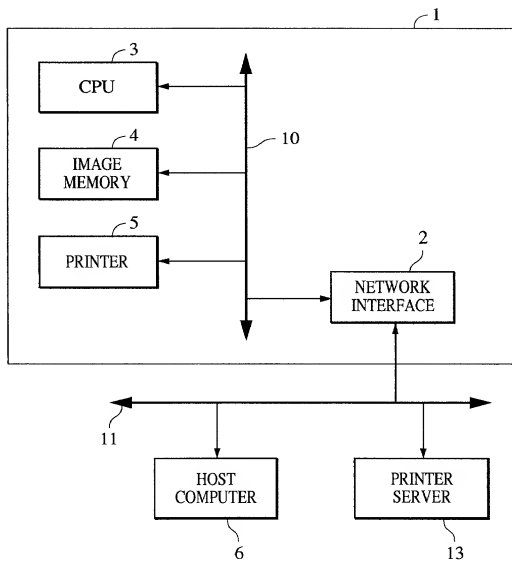 1
3
CPU
4
IMAGE
MEMORY
10
5
PRINTER
2
NETWORK
INTERFACE
11
HOST
COMPUTER
6
PRINTER
SERVER
13